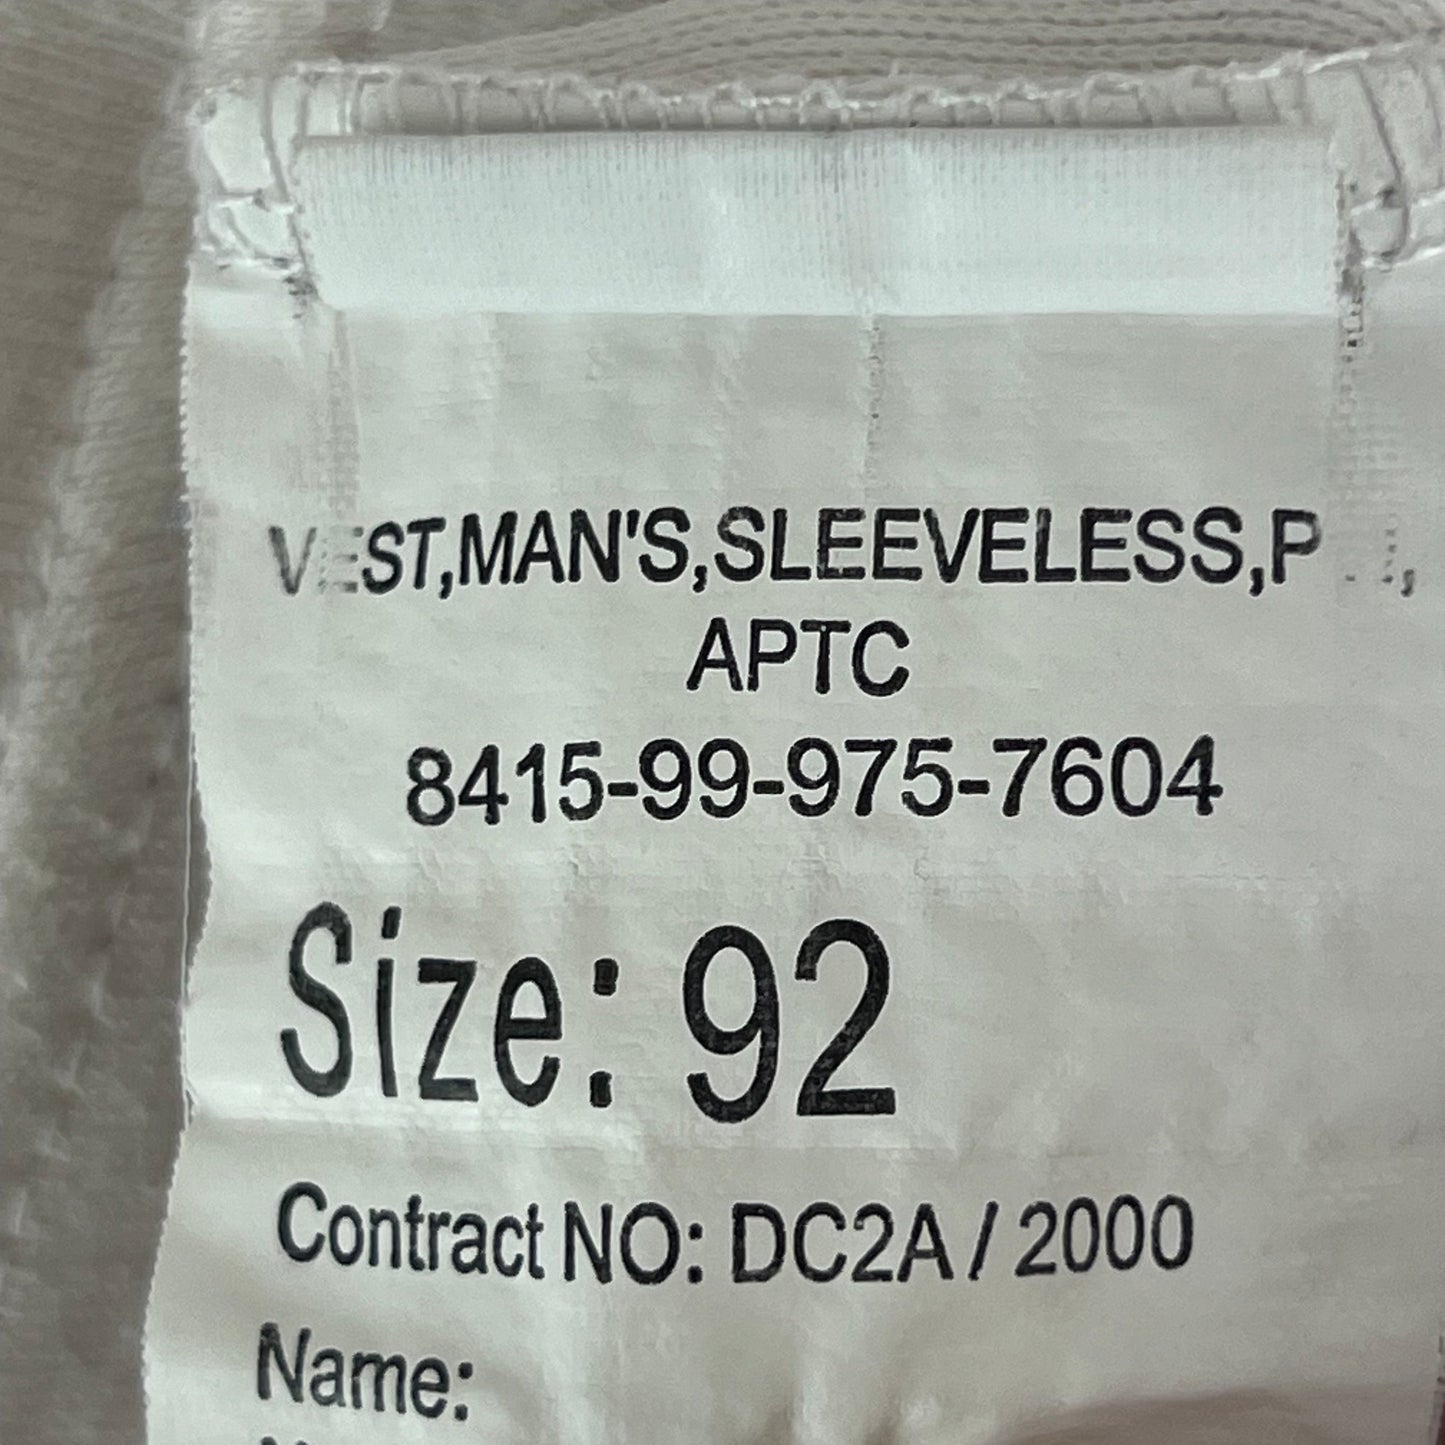 VEST,MAN'S,SLEEVELESS,
APTC
8415-99-975-7604
Size: 92
Contract NO: DC2A / 2000
Name: